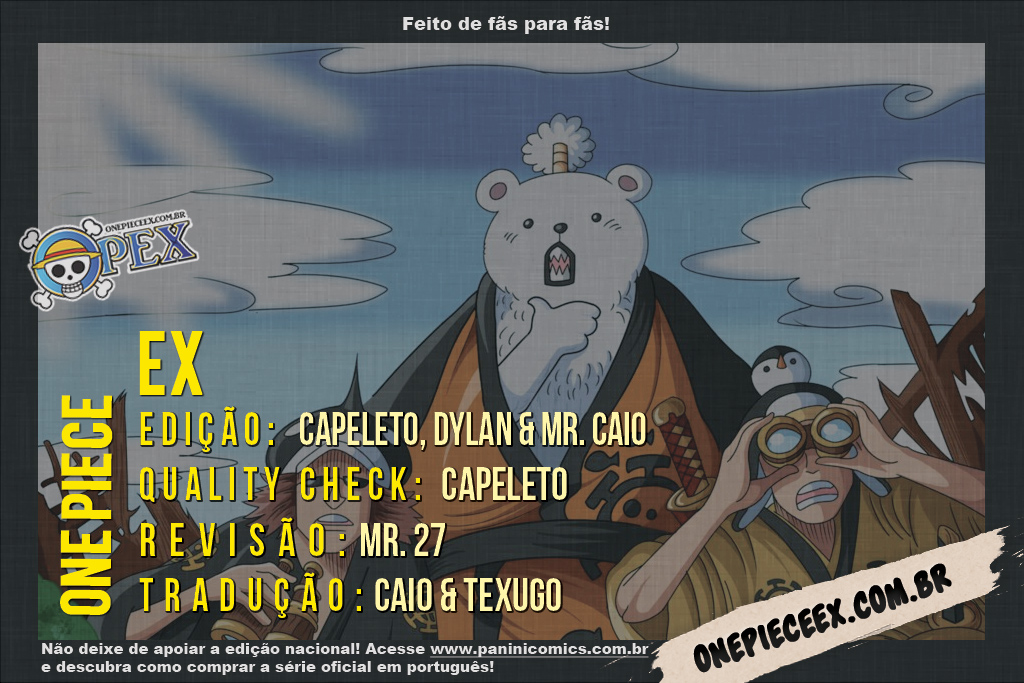 Feito de fãs para fãs!
ONEPIECEEX.COM.BR
OPEX
ONEPIECE
EX
EDIÇÃO: CAPELETO, DYLAN & MR. CAIO
QUALITY CHECK: CAPELETO
REVISÃO: MR. 27
TRADUÇÃO: CAIO & TEXUGO
ONEPIECEEX.COM.BR
Não deixe de apoiar a edição nacional! Acesse www.paninicomics.com.br
e descubra como comprar a série oficial em português!